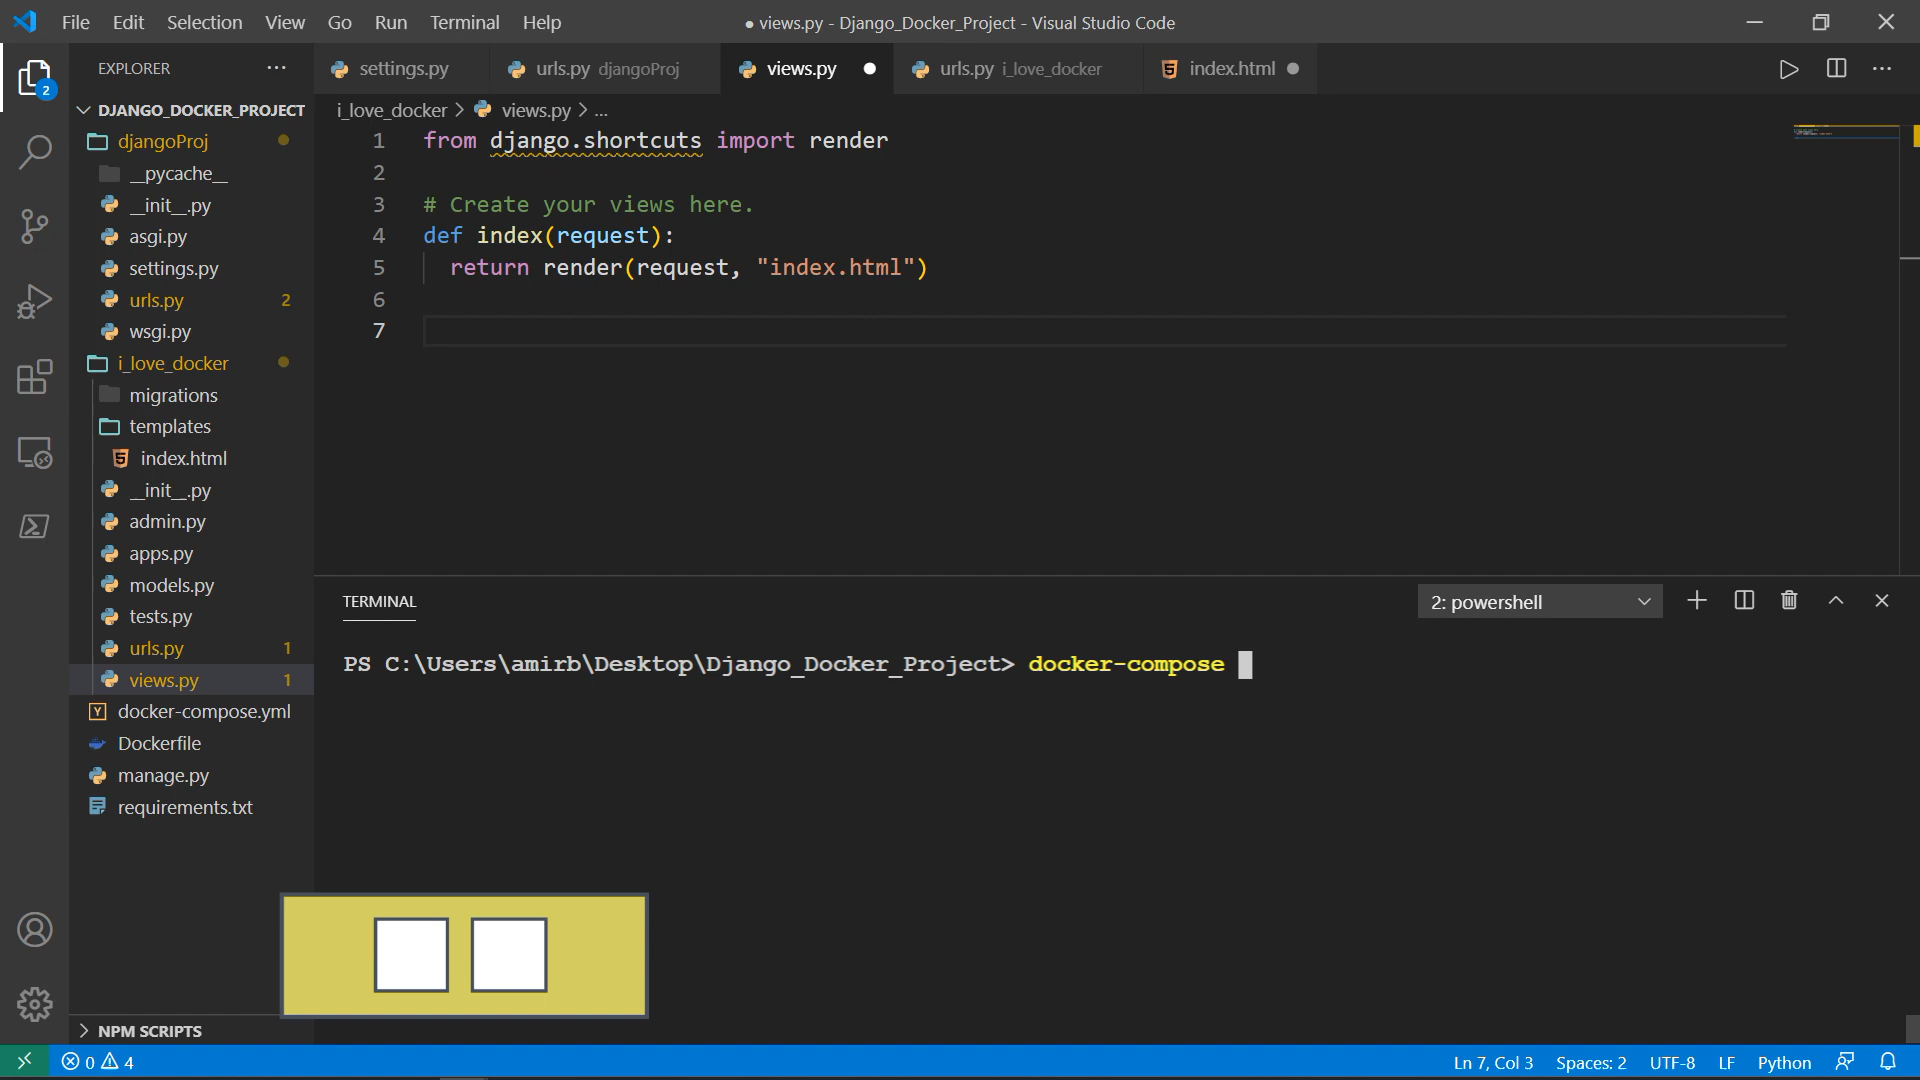 File Edit Selection View Go Run Terminal Help
● views.py - Django_Docker_Project - Visual Studio Code
2
EXPLORER ...
DJANGO_DOCKER_PROJECT
djangoProj
__pycache__
__init__.py
asgi.py
settings.py
urls.py 2
wsgi.py
i_love_docker
migrations
templates
index.html
__init__.py
admin.py
apps.py
models.py
tests.py
urls.py 1
views.py 1
docker-compose.yml
Dockerfile
manage.py
requirements.txt
NPM SCRIPTS
settings.py urls.py djangoProj views.py urls.py i_love_docker index.html
i_love_docker > views.py > ...
1 from django.shortcuts import render
2
3 # Create your views here.
4 def index(request):
5 return render(request, "index.html")
6
7
TERMINAL
2: powershell
PS C:\Users\amirb\Desktop\Django_Docker_Project> docker-compose
0 4
Ln 7, Col 3 Spaces: 2 UTF-8 LF Python